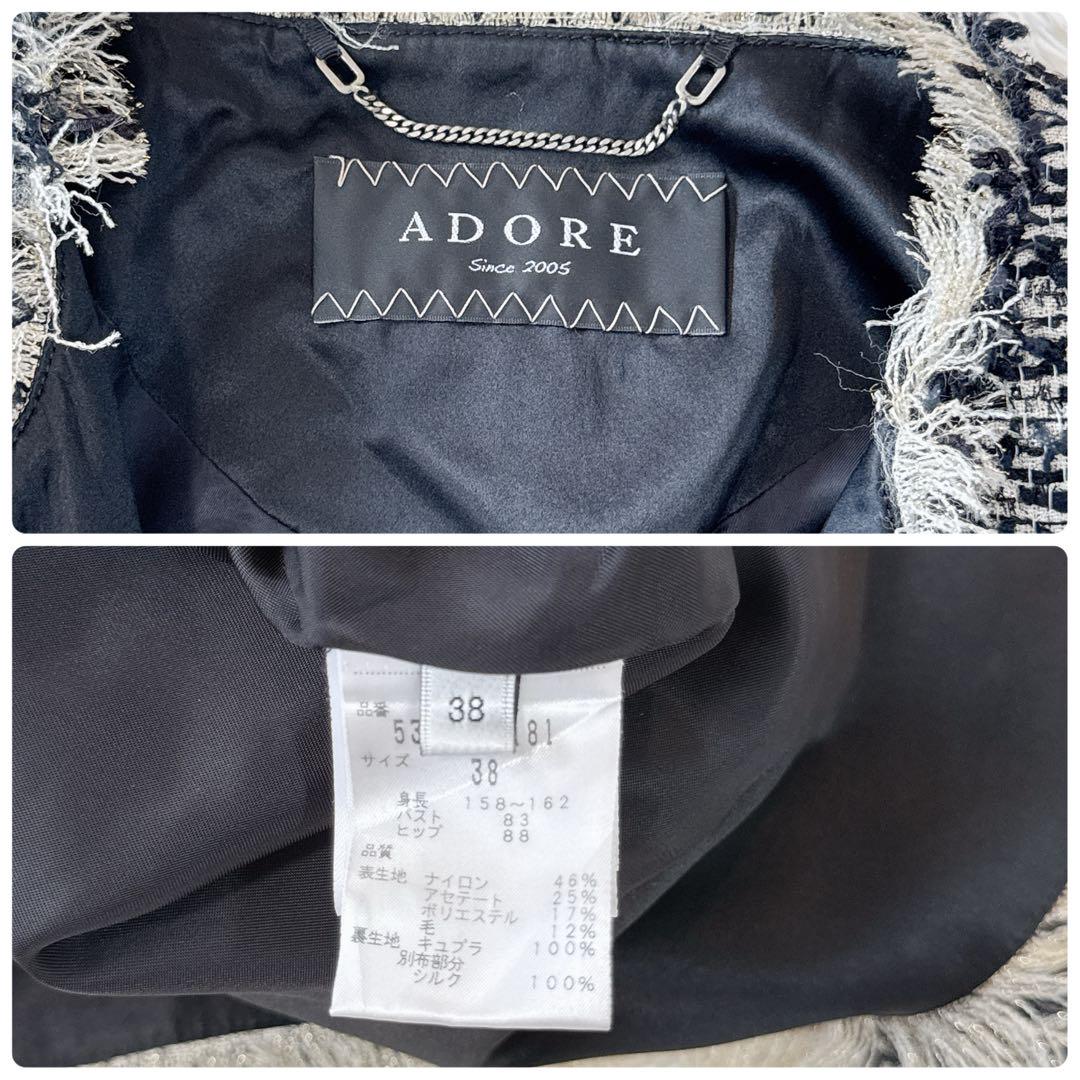 ADORE
Since 2005
38
品番
53 81
サイズ
38
身長 158~162
バスト 83
ヒップ 88
品質
表生地 ナイロン 46%
アセテート 25%
ポリエステル 17%
毛 12%
裏生地 キュプラ 100%
別布部分
シルク 100%